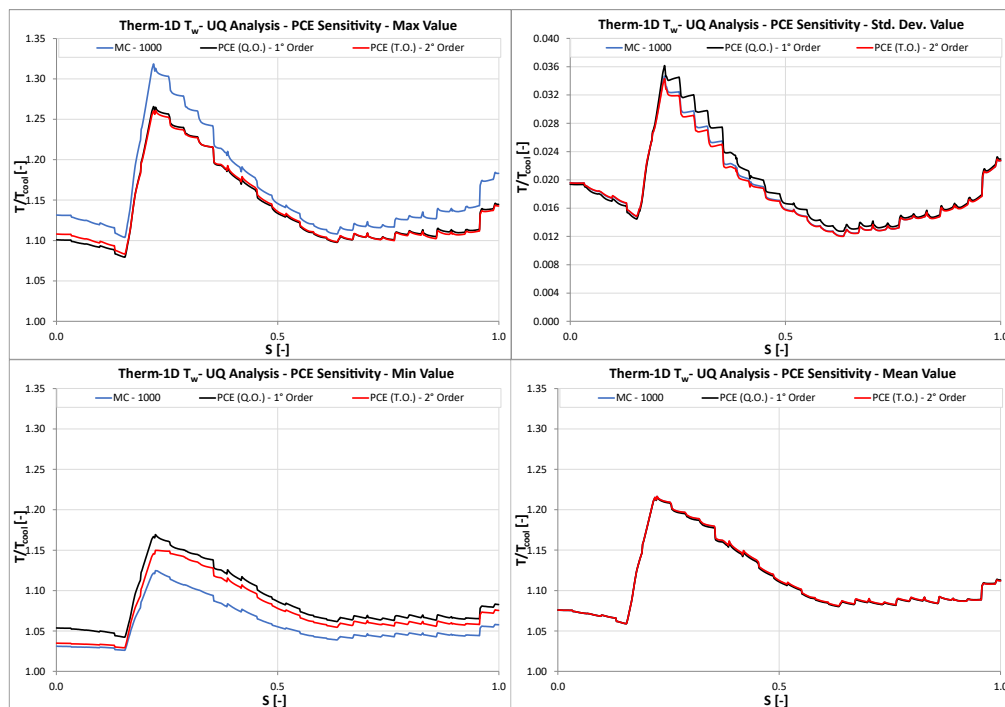 Therm-1D Tw- UQ Analysis - PCE Sensitivity - Max Value
MC - 1000 PCE (Q.O.) - 1° Order PCE (T.O.) - 2° Order
T/Tcool [-]
1.35
1.30
1.25
1.20
1.15
1.10
1.05
1.00
0.0 0.5 1.0
S [-]
Therm-1D Tw- UQ Analysis - PCE Sensitivity - Std. Dev. Value
MC - 1000 PCE (Q.O.) - 1° Order PCE (T.O.) - 2° Order
T/Tcool [-]
0.040
0.036
0.032
0.028
0.024
0.020
0.016
0.012
0.008
0.004
0.000
0.0 0.5 1.0
S [-]
Therm-1D Tw- UQ Analysis - PCE Sensitivity - Min Value
MC - 1000 PCE (Q.O.) - 1° Order PCE (T.O.) - 2° Order
T/Tcool [-]
1.35
1.30
1.25
1.20
1.15
1.10
1.05
1.00
0.0 0.5 1.0
S [-]
Therm-1D Tw- UQ Analysis - PCE Sensitivity - Mean Value
MC - 1000 PCE (Q.O.) - 1° Order PCE (T.O.) - 2° Order
T/Tcool [-]
1.35
1.30
1.25
1.20
1.15
1.10
1.05
1.00
0.0 0.5 1.0
S [-]